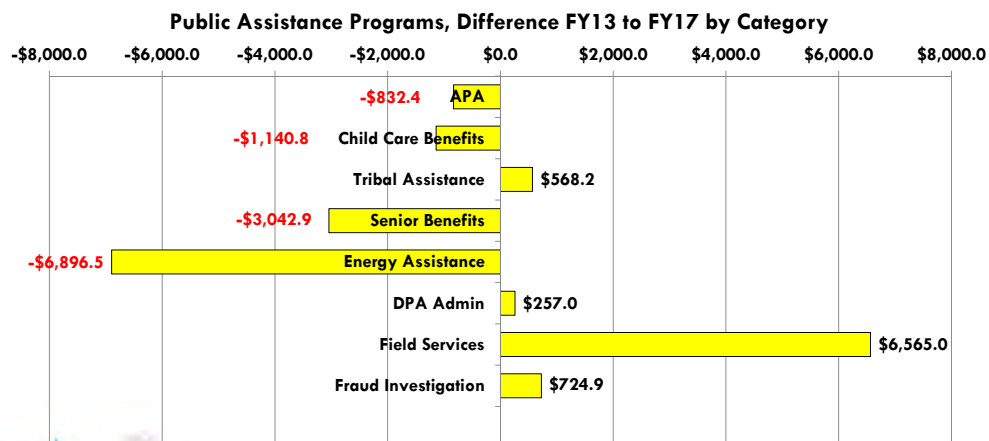 Public Assistance Programs, Difference FY13 to FY17 by Category
-$8,000.0 -$6,000.0 -$4,000.0 -$2,000.0 $0.0 $2,000.0 $4,000.0 $6,000.0 $8,000.0
-$832.4 APA
-$1,140.8 Child Care Benefits
Tribal Assistance $568.2
-$3,042.9 Senior Benefits
-$6,896.5 Energy Assistance
DPA Admin $257.0
Field Services $6,565.0
Fraud Investigation $724.9